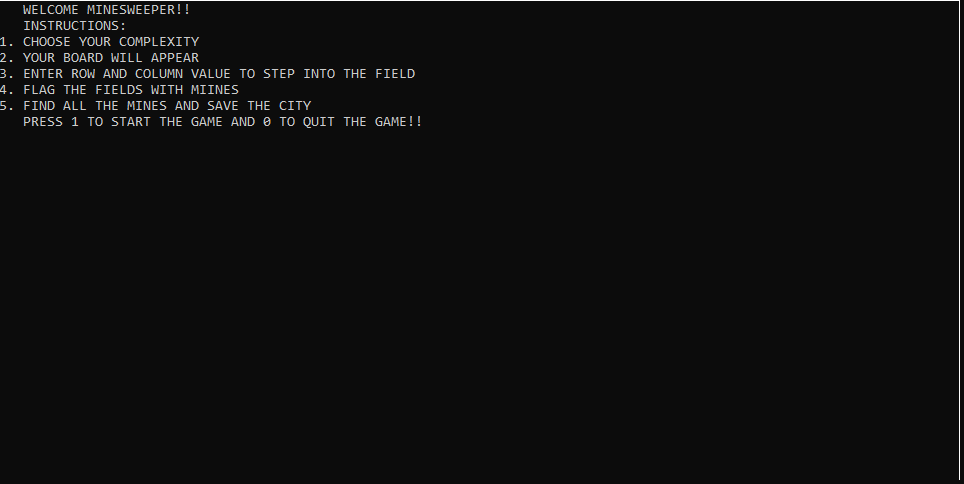 WELCOME MINESWEEPER!!
INSTRUCTIONS:
1. CHOOSE YOUR COMPLEXITY
2. YOUR BOARD WILL APPEAR
3. ENTER ROW AND COLUMN VALUE TO STEP INTO THE FIELD
4. FLAG THE FIELDS WITH MIINES
5. FIND ALL THE MINES AND SAVE THE CITY
PRESS 1 TO START THE GAME AND 0 TO QUIT THE GAME!!